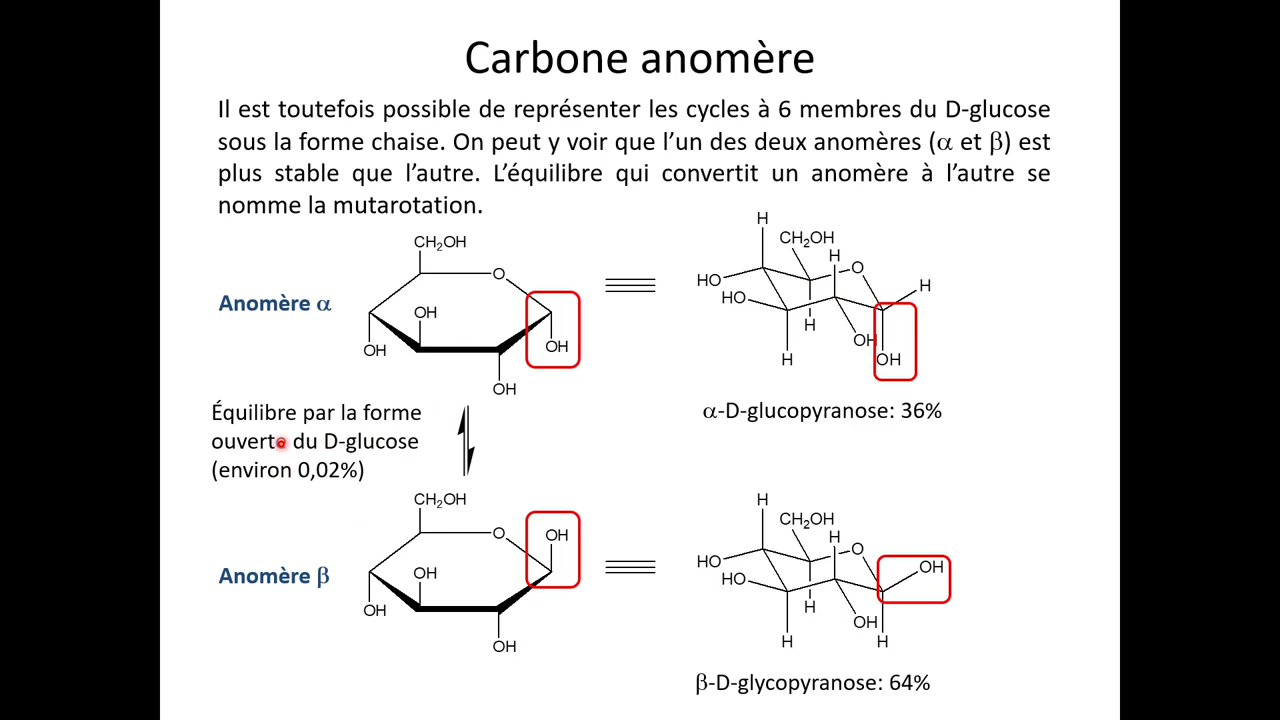 Carbone anomère
Il est toutefois possible de représenter les cycles à 6 membres du D-glucose
sous la forme chaise. On peut y voir que l’un des deux anomères (α et β) est
plus stable que l’autre. L’équilibre qui convertit un anomère à l’autre se
nomme la mutarotation.
Anomère α
CH₂OH
O
OH
OH
OH
OH
H
CH₂OH
H
O
HO
H
HO
H
OH
H
OH
α-D-glucopyranose: 36%
Équilibre par la forme
ouverte du D-glucose
(environ 0,02%)
Anomère β
CH₂OH
O
OH
OH
OH
OH
H
CH₂OH
H
O
HO
OH
HO
H
OH
H
H
β-D-glycopyranose: 64%